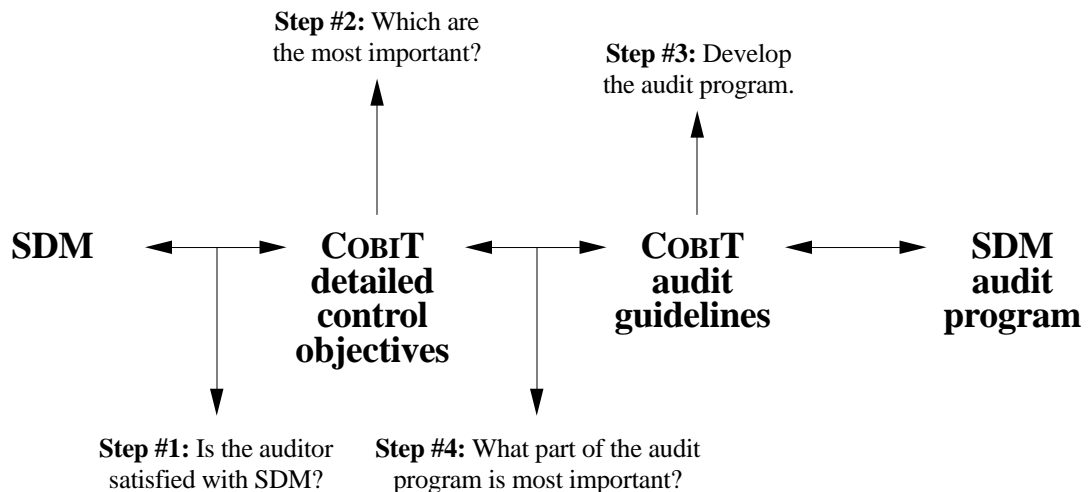 Step #2: Which are
the most important?
Step #3: Develop
the audit program.
SDM
COBIT
detailed
control
objectives
COBIT
audit
guidelines
SDM
audit
program
Step #1: Is the auditor
satisfied with SDM?
Step #4: What part of the audit
program is most important?